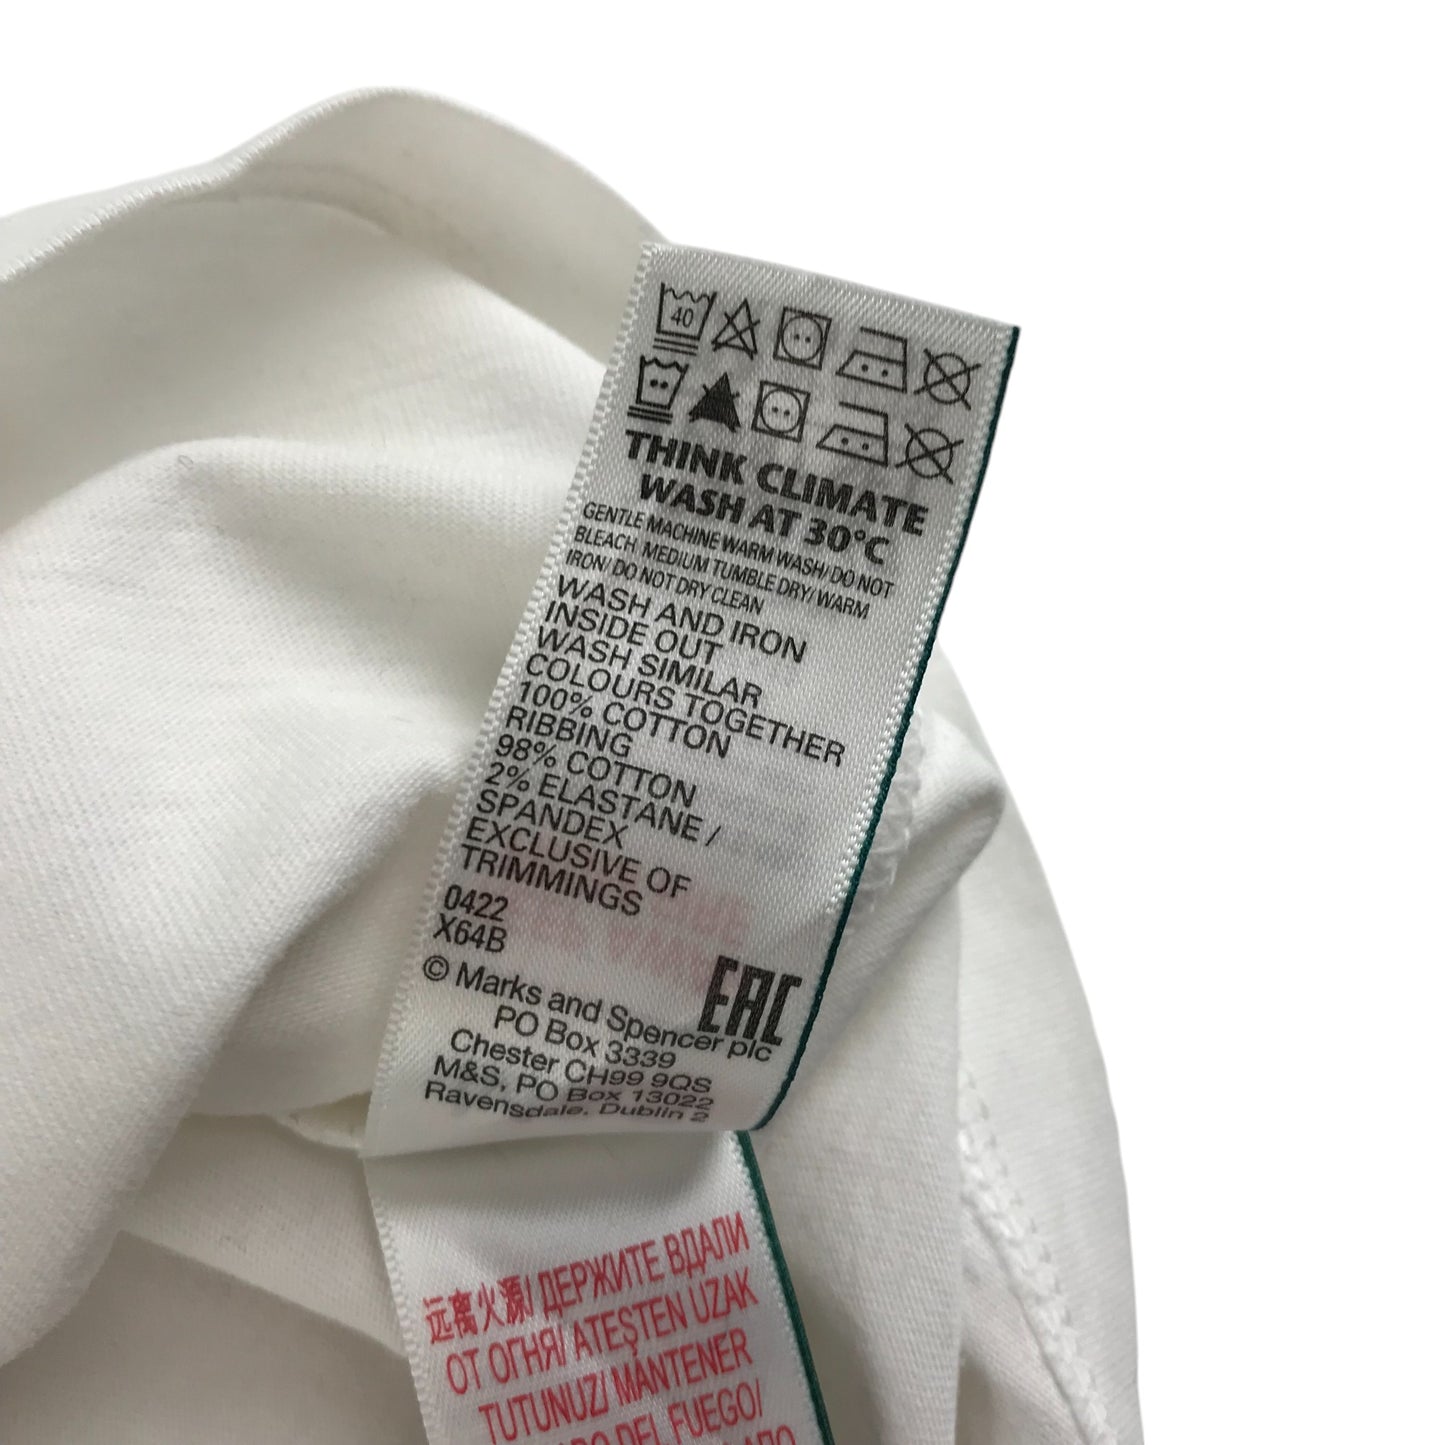 40
THINK CLIMATE
WASH AT 30°C
GENTLE MACHINE WARM WASH/ DO NOT
BLEACH MEDIUM TUMBLE DRY/ WARM
IRON/ DO NOT DRY CLEAN
WASH AND IRON
INSIDE OUT
WASH SIMILAR
COLOURS TOGETHER
100% COTTON
RIBBING
98% COTTON
2% ELASTANE /
SPANDEX
EXCLUSIVE OF
TRIMMINGS
0422
X64B
EAC
© Marks and Spencer plc
PO Box 3339
Chester CH99 9QS
M&S, PO Box 13022
Ravensdale, Dublin 2
远离火源/ ДЕРЖИТЕ ВДАЛИ
ОТ ОГНЯ/ ATEŞTEN UZAK
TUTUNUZ/ MANTENER
DEL FUEGO/